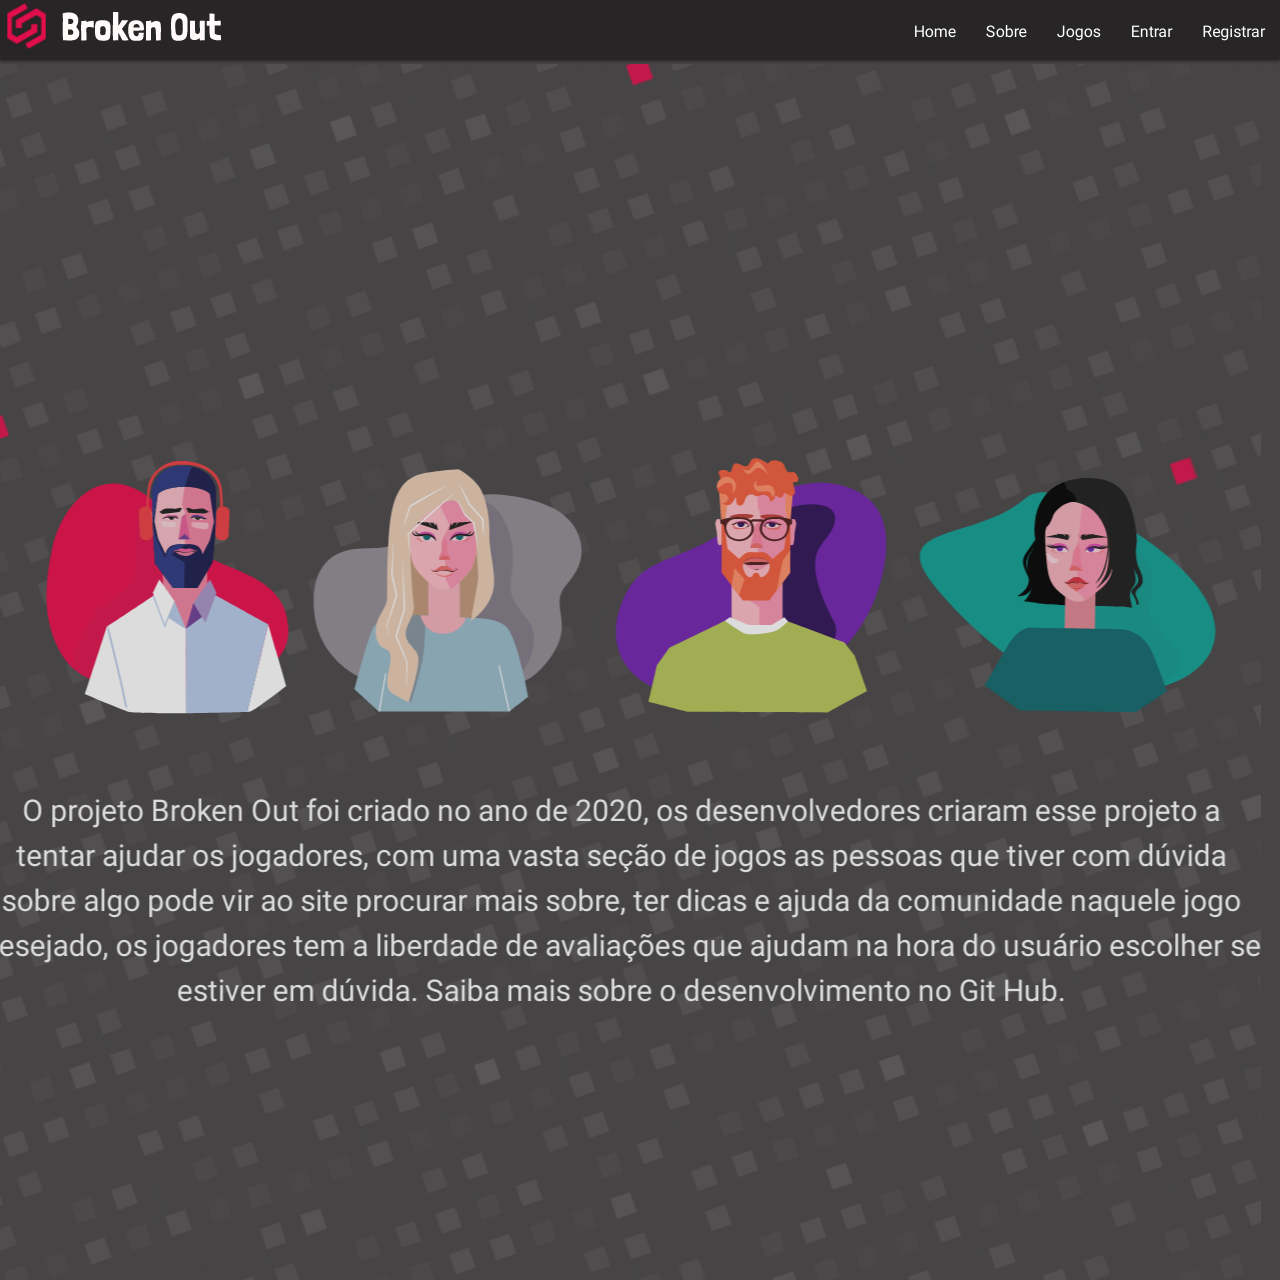 Broken Out
Home Sobre Jogos Entrar Registrar
O projeto Broken Out foi criado no ano de 2020, os desenvolvedores criaram esse projeto a
tentar ajudar os jogadores, com uma vasta seção de jogos as pessoas que tiver com dúvida
sobre algo pode vir ao site procurar mais sobre, ter dicas e ajuda da comunidade naquele jogo
esejado, os jogadores tem a liberdade de avaliações que ajudam na hora do usuário escolher se
estiver em dúvida. Saiba mais sobre o desenvolvimento no Git Hub.